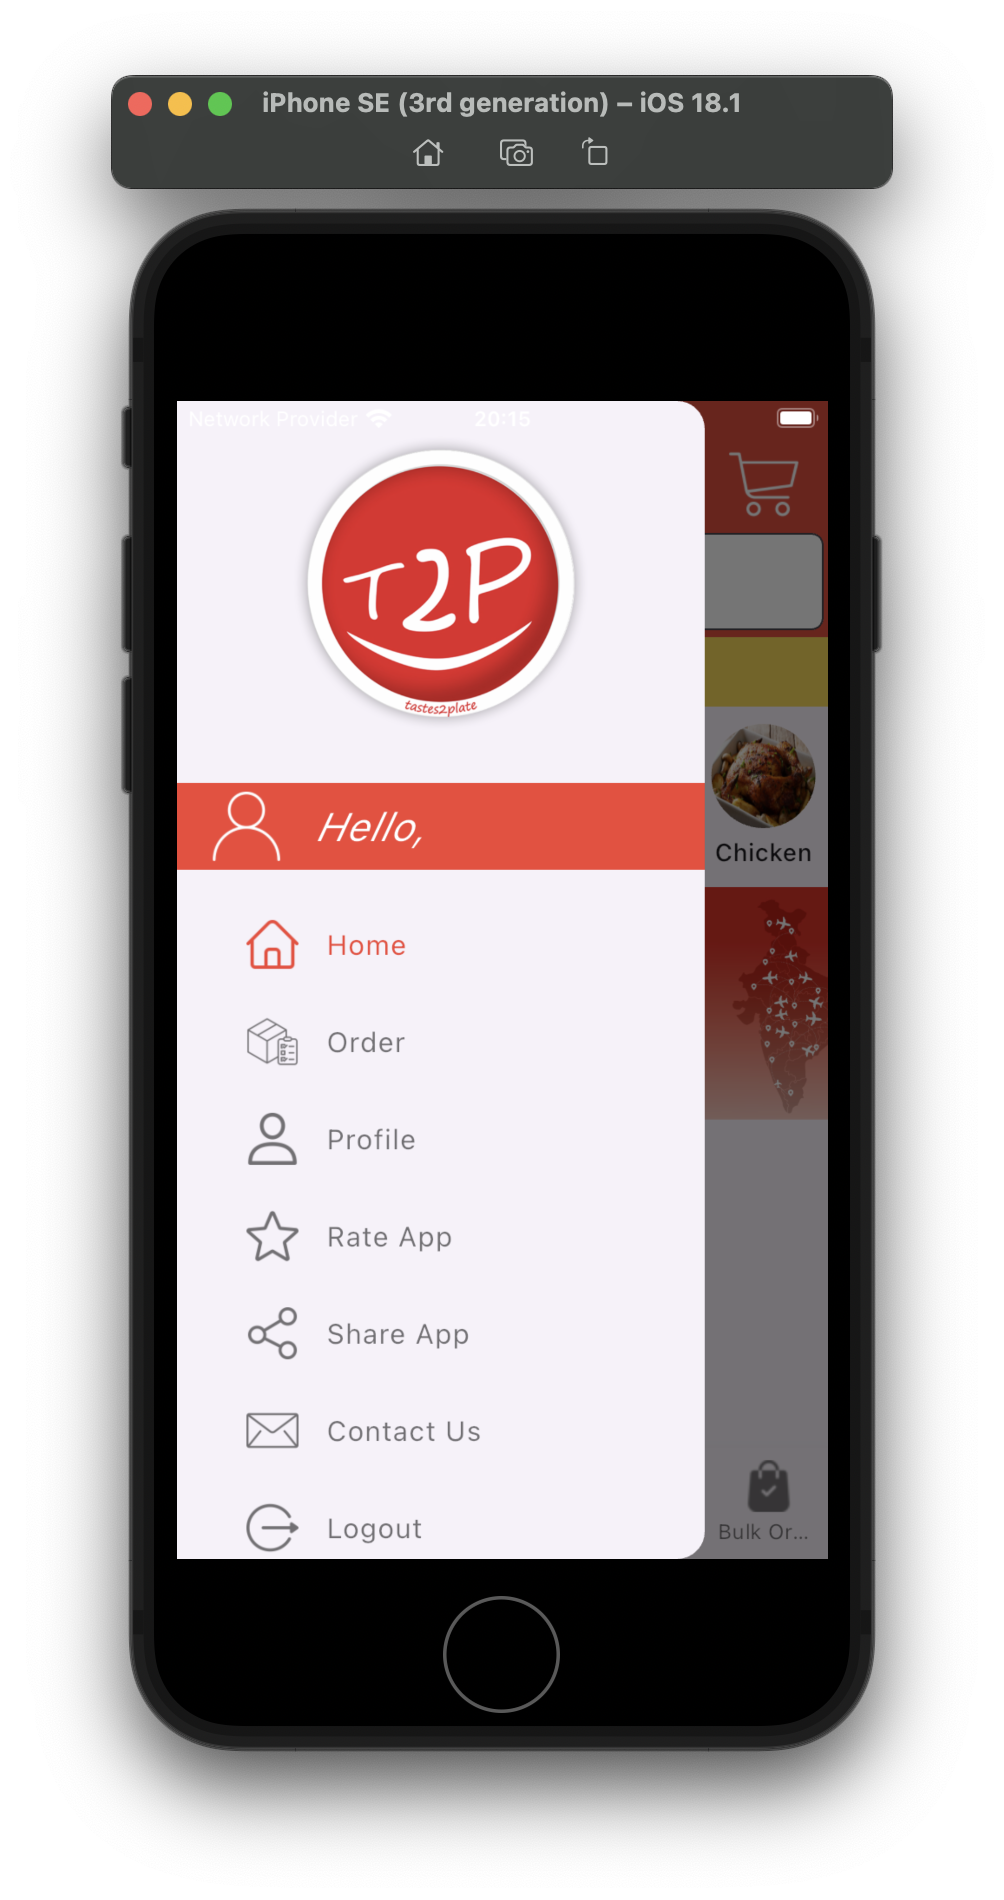 iPhone SE (3rd generation) – iOS 18.1
Network Provider 20:15
T2P
tastes2plate
Hello,
Chicken
Home
Order
Profile
Rate App
Share App
Contact Us
Logout
Bulk Or...